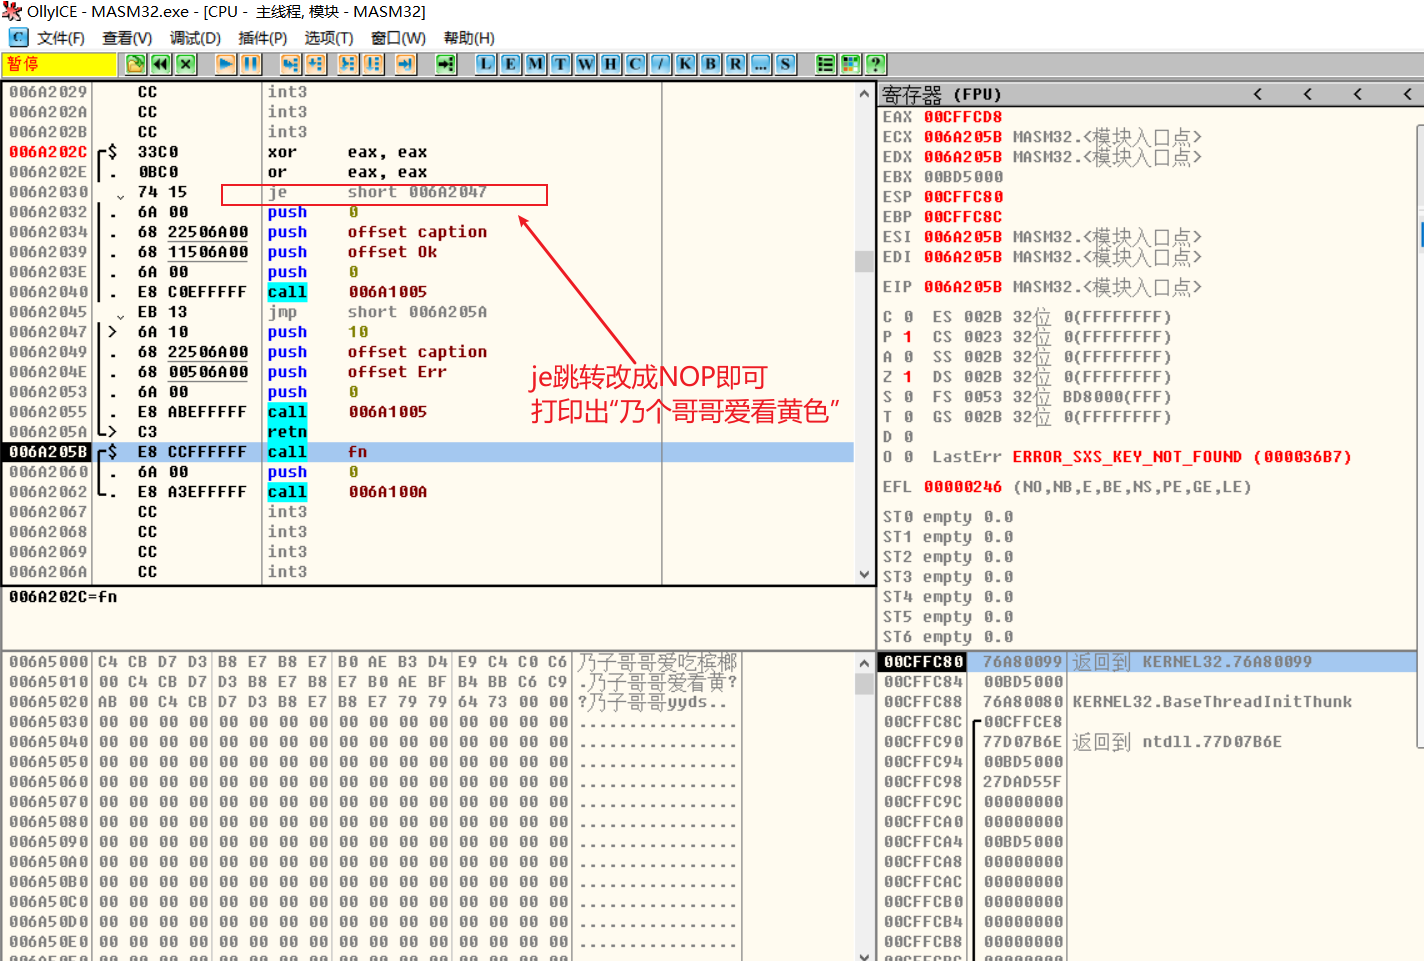 OllyICE - MASM32.exe - [CPU - 主线程, 模块 - MASM32]
C 文件(F) 查看(V) 调试(D) 插件(P) 选项(T) 窗口(W) 帮助(H)
暂停 L E M T W H C / K B R ... S ?
006A2029 CC int3
006A202A CC int3
006A202B CC int3
006A202C $ 33C0 xor eax, eax
006A202E . 0BC0 or eax, eax
006A2030 74 15 je short 006A2047
006A2032 . 6A 00 push 0
006A2034 . 68 22506A00 push offset caption
006A2039 . 68 11506A00 push offset Ok
006A203E . 6A 00 push 0
006A2040 . E8 C0EFFFFF call 006A1005
006A2045 EB 13 jmp short 006A205A
006A2047 > 6A 10 push 10
006A2049 . 68 22506A00 push offset caption
006A204E . 68 00506A00 push offset Err
006A2053 . 6A 00 push 0
006A2055 . E8 ABEFFFFF call 006A1005
006A205A > C3 retn
006A205B $ E8 CCFFFFFF call fn
006A2060 . 6A 00 push 0
006A2062 . E8 A3EFFFFF call 006A100A
006A2067 CC int3
006A2068 CC int3
006A2069 CC int3
006A206A CC int3
je跳转改成NOP即可
打印出“乃个哥哥爱看黄色”
006A202C=fn
寄存器 (FPU) < < < <
EAX 00CFFCD8
ECX 006A205B MASM32.<模块入口点>
EDX 006A205B MASM32.<模块入口点>
EBX 00BD5000
ESP 00CFFC80
EBP 00CFFC8C
ESI 006A205B MASM32.<模块入口点>
EDI 006A205B MASM32.<模块入口点>
EIP 006A205B MASM32.<模块入口点>
C 0 ES 002B 32位 0(FFFFFFFF)
P 1 CS 0023 32位 0(FFFFFFFF)
A 0 SS 002B 32位 0(FFFFFFFF)
Z 1 DS 002B 32位 0(FFFFFFFF)
S 0 FS 0053 32位 BD8000(FFF)
T 0 GS 002B 32位 0(FFFFFFFF)
D 0
O 0 LastErr ERROR_SXS_KEY_NOT_FOUND (000036B7)
EFL 00000246 (NO,NB,E,BE,NS,PE,GE,LE)
ST0 empty 0.0
ST1 empty 0.0
ST2 empty 0.0
ST3 empty 0.0
ST4 empty 0.0
ST5 empty 0.0
ST6 empty 0.0
006A5000 C4 CB D7 D3 B8 E7 B8 E7 B0 AE B3 D4 E9 C4 C0 C6 乃子哥哥爱吃槟榔
006A5010 00 C4 CB D7 D3 B8 E7 B8 E7 B0 AE BF B4 BB C6 C9 .乃子哥哥爱看黄?
006A5020 AB 00 C4 CB D7 D3 B8 E7 B8 E7 79 79 64 73 00 00 ?乃子哥哥yyds..
006A5030 00 00 00 00 00 00 00 00 00 00 00 00 00 00 00 00 ................
006A5040 00 00 00 00 00 00 00 00 00 00 00 00 00 00 00 00 ................
006A5050 00 00 00 00 00 00 00 00 00 00 00 00 00 00 00 00 ................
006A5060 00 00 00 00 00 00 00 00 00 00 00 00 00 00 00 00 ................
006A5070 00 00 00 00 00 00 00 00 00 00 00 00 00 00 00 00 ................
006A5080 00 00 00 00 00 00 00 00 00 00 00 00 00 00 00 00 ................
006A5090 00 00 00 00 00 00 00 00 00 00 00 00 00 00 00 00 ................
006A50A0 00 00 00 00 00 00 00 00 00 00 00 00 00 00 00 00 ................
006A50B0 00 00 00 00 00 00 00 00 00 00 00 00 00 00 00 00 ................
006A50C0 00 00 00 00 00 00 00 00 00 00 00 00 00 00 00 00 ................
006A50D0 00 00 00 00 00 00 00 00 00 00 00 00 00 00 00 00 ................
006A50E0 00 00 00 00 00 00 00 00 00 00 00 00 00 00 00 00 ................
00CFFC80 76A80099 返回到 KERNEL32.76A80099
00CFFC84 00BD5000
00CFFC88 76A80080 KERNEL32.BaseThreadInitThunk
00CFFC8C 00CFFCE8
00CFFC90 77D07B6E 返回到 ntdll.77D07B6E
00CFFC94 00BD5000
00CFFC98 27DAD55F
00CFFC9C 00000000
00CFFCA0 00000000
00CFFCA4 00BD5000
00CFFCA8 00000000
00CFFCAC 00000000
00CFFCB0 00000000
00CFFCB4 00000000
00CFFCB8 00000000